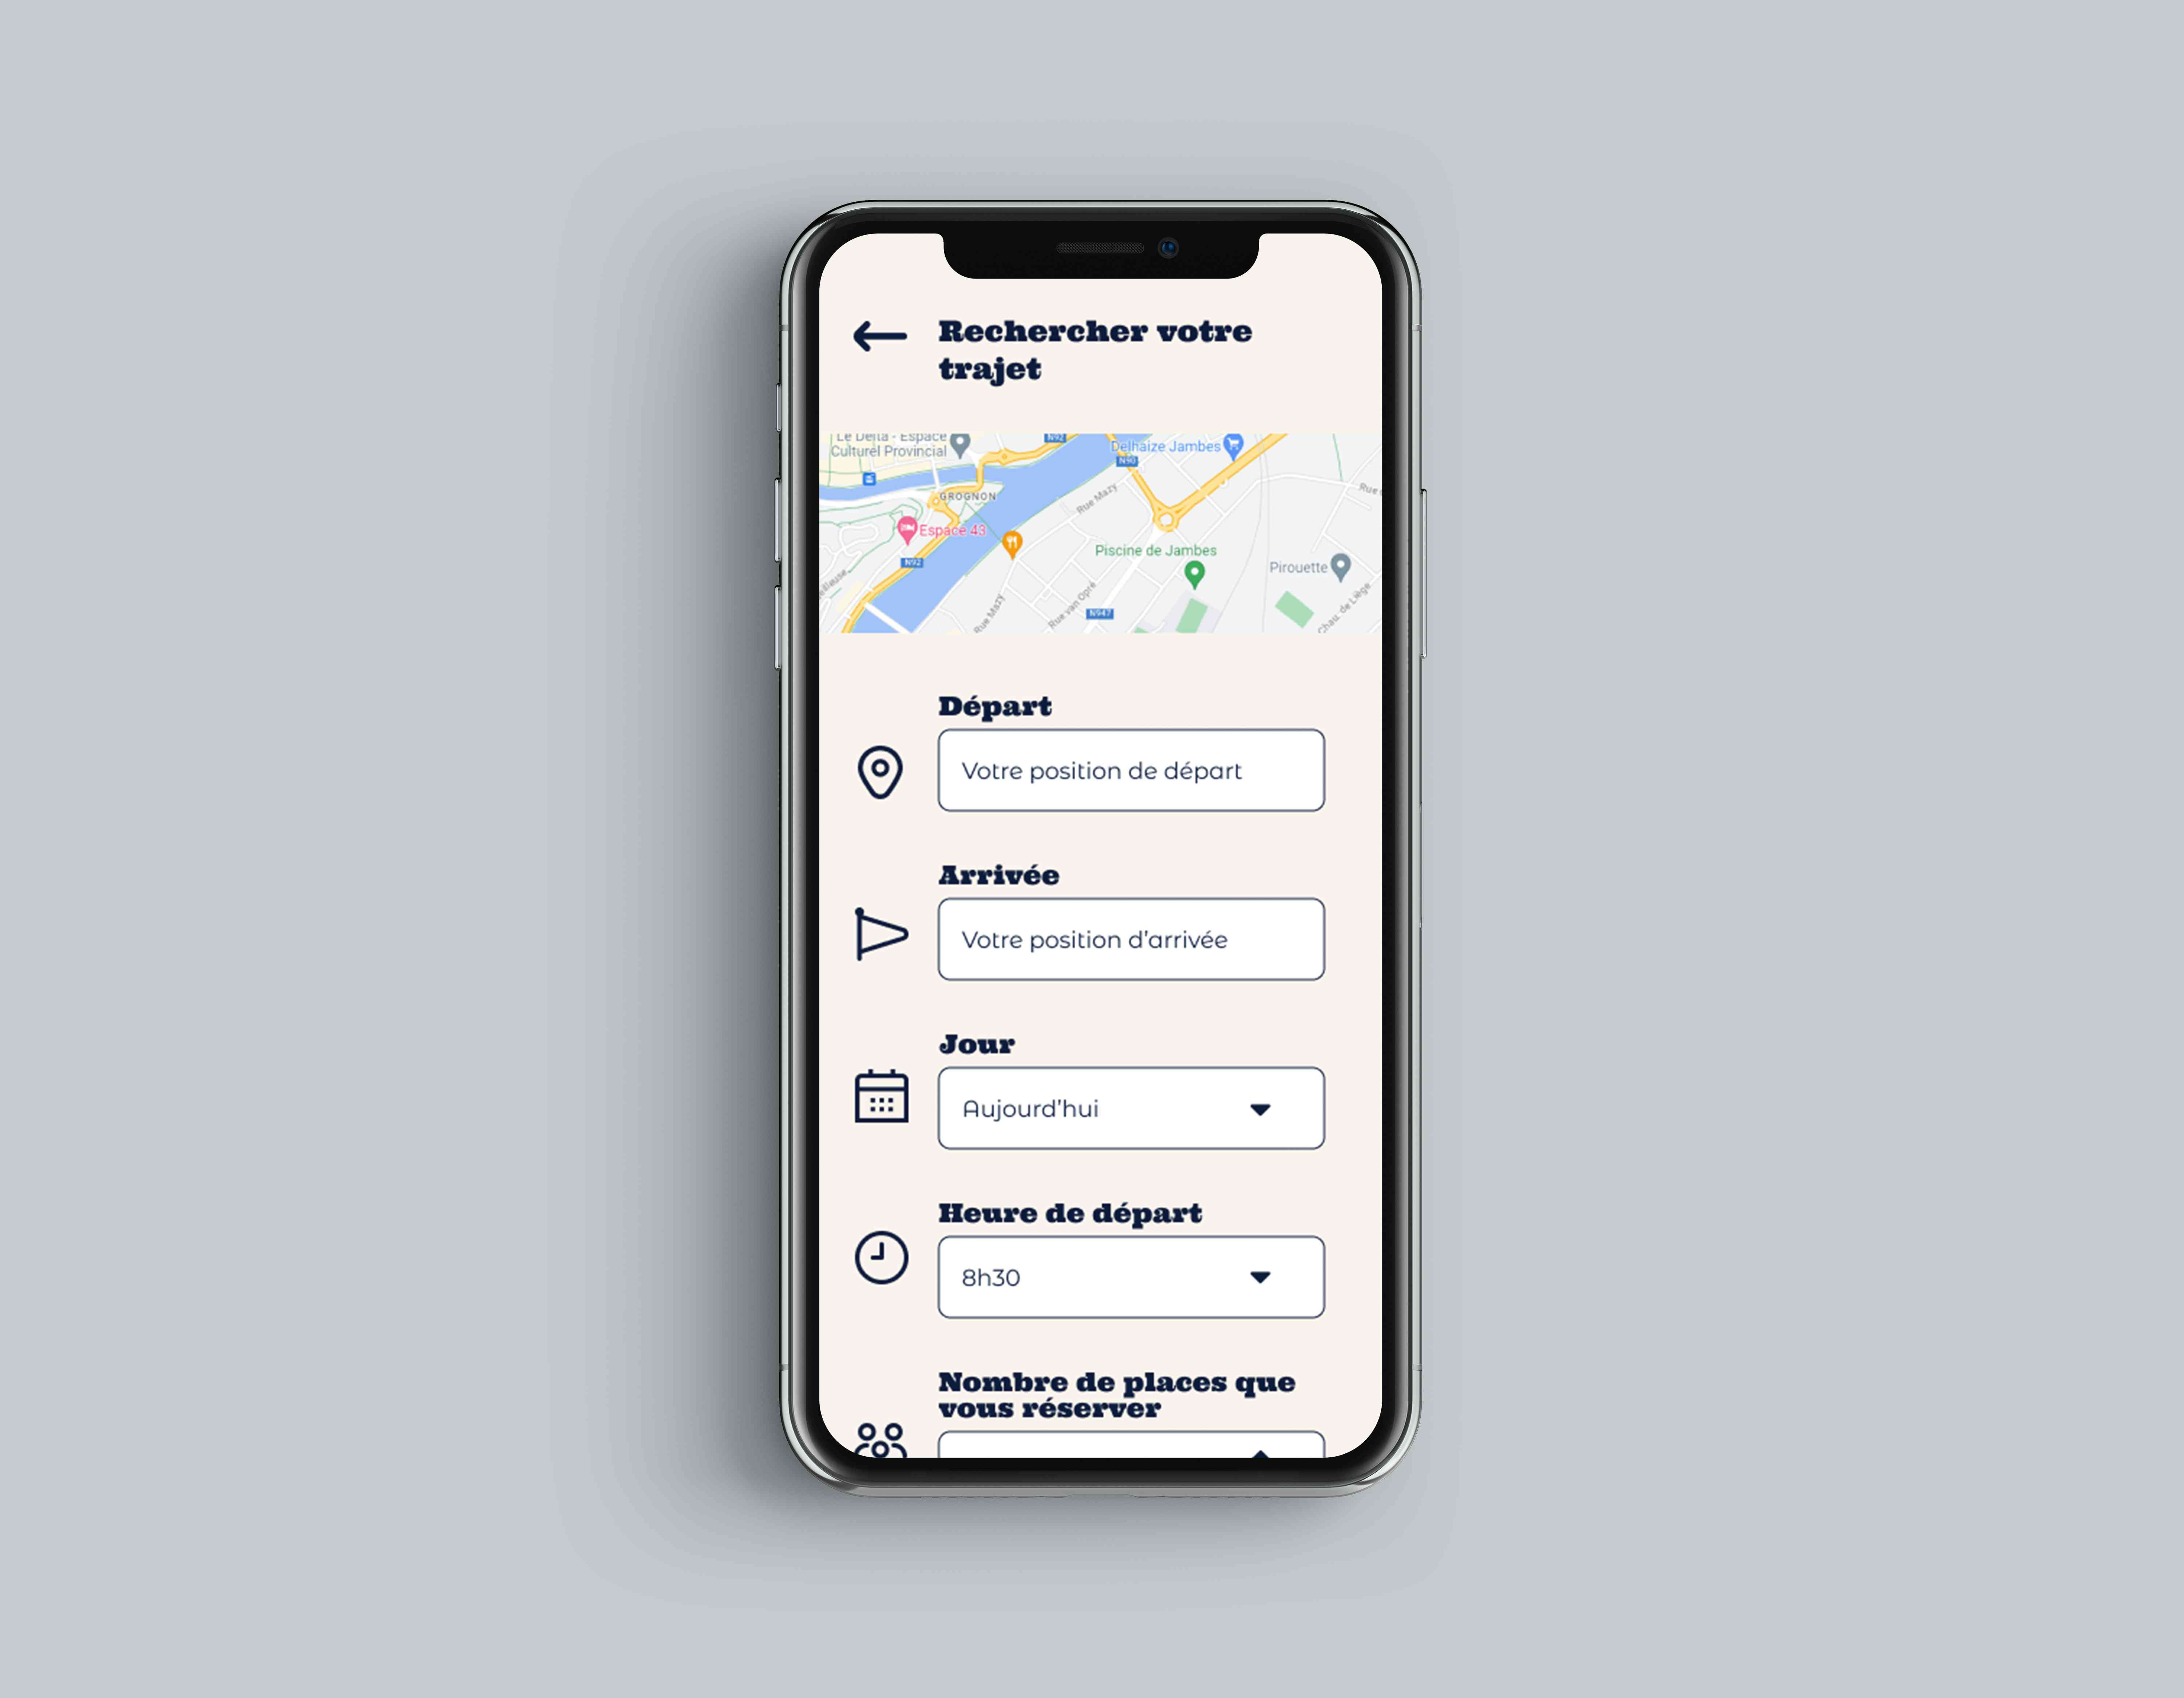 Rechercher votre
trajet
Le Delta - Espace
Culturel Provincial
N92
Delhaize Jambes
N90
GROGNON
Rue Mazy
Rue
Espace 43
N92
Piscine de Jambes
Pirouette
Rue Mazy
Rue van Opré
N947
Chau. de Liège
Départ
Votre position de départ
Arrivée
Votre position d'arrivée
Jour
Aujourd'hui
Heure de départ
8h30
Nombre de places que
vous réserver